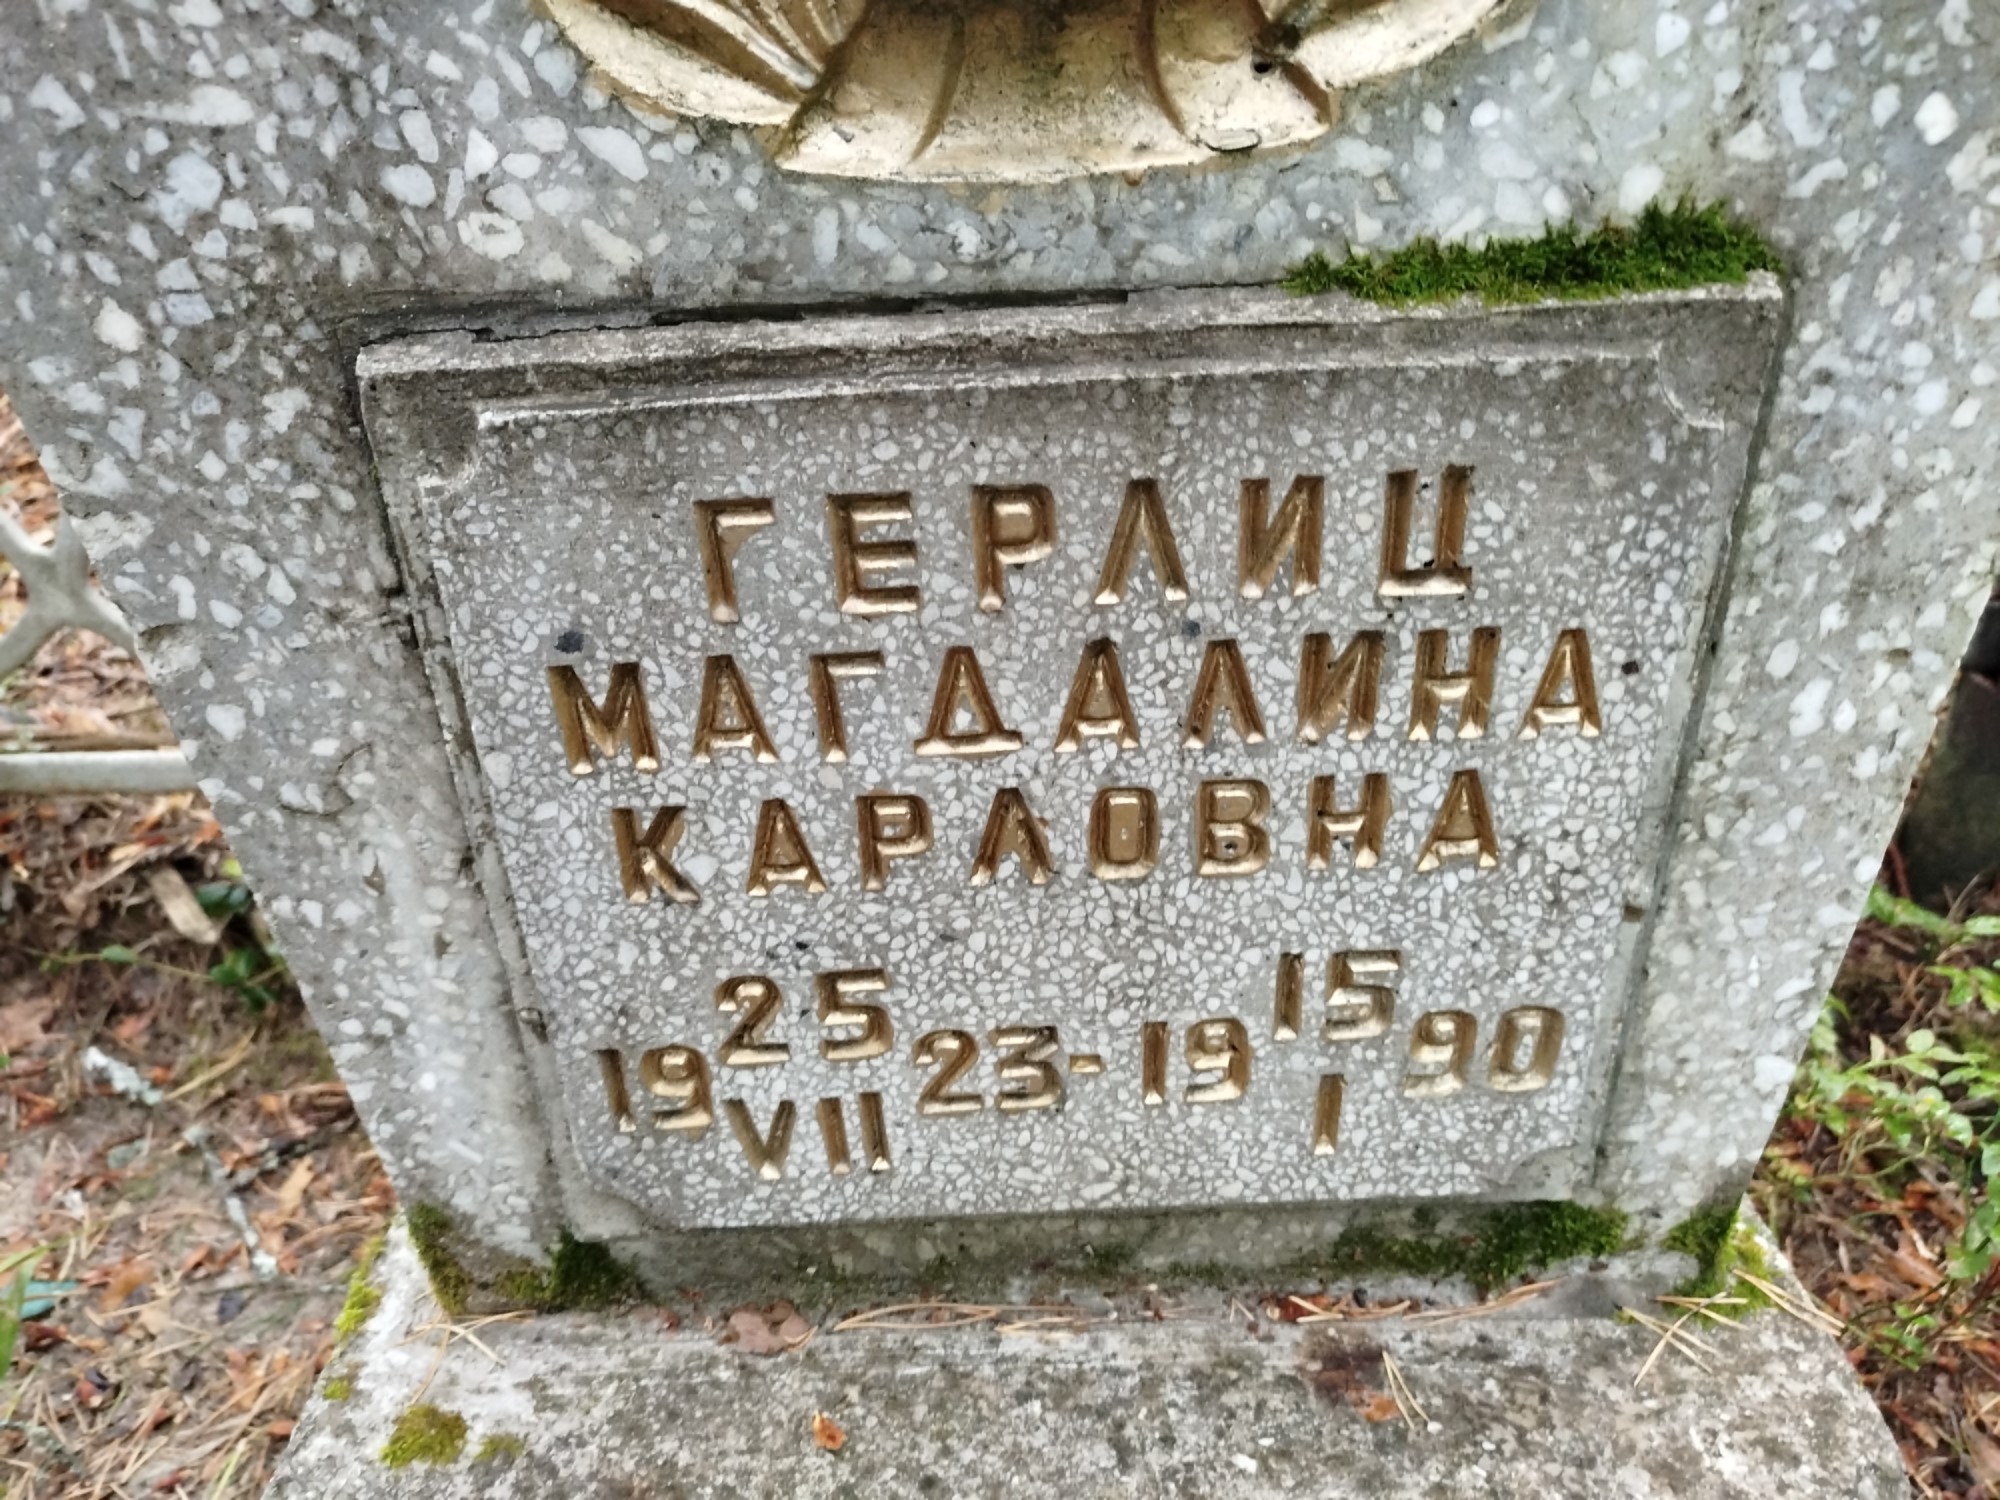 ГЕРЛИЦ
МАГДАЛИНА
КАРЛОВНА
19 25 VII 23 - 19 15 I 90